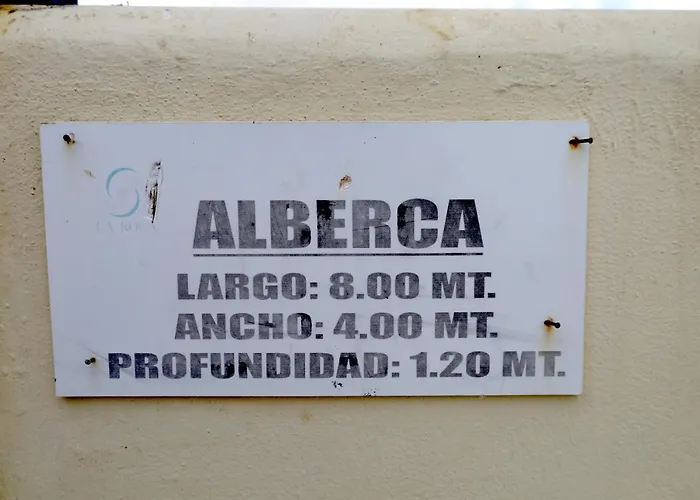 ALBERCA
LARGO: 8.00 MT.
ANCHO: 4.00 MT.
PROFUNDIDAD: 1.20 MT.